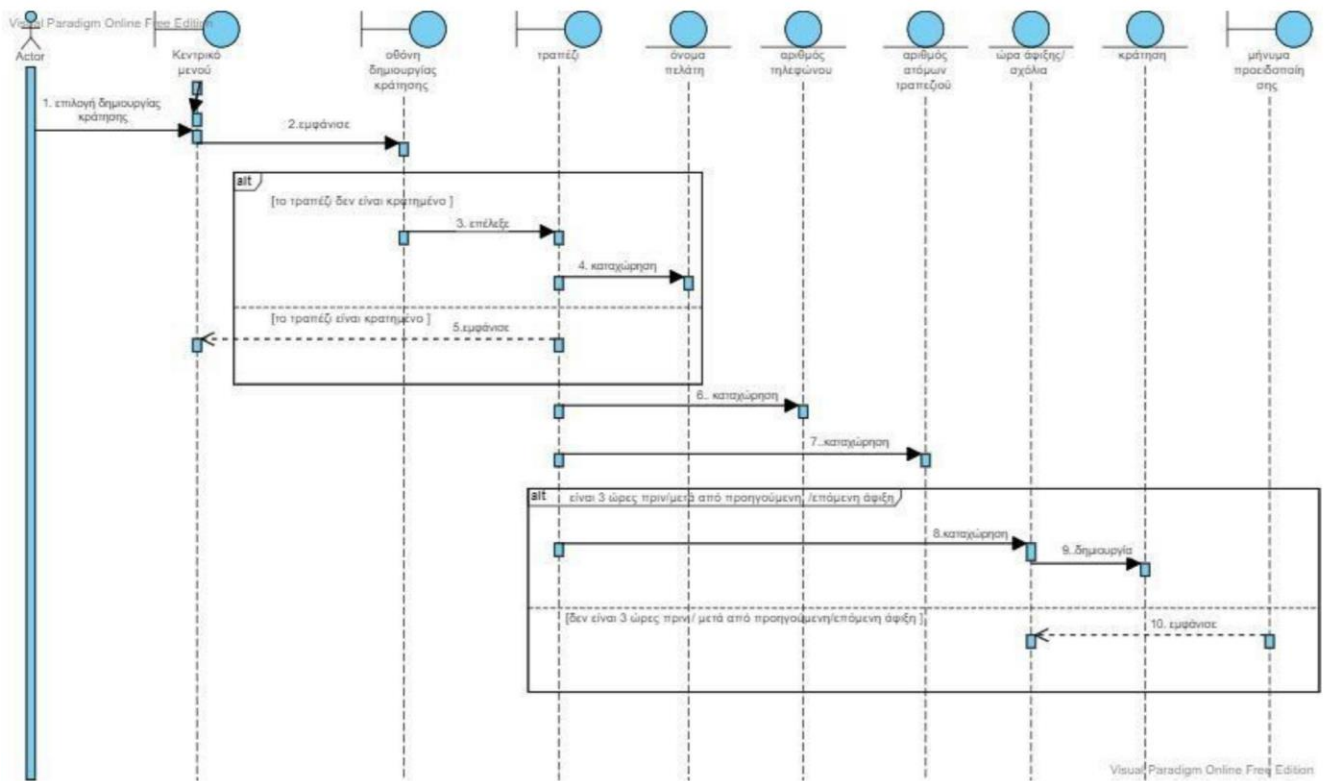 Visual Paradigm Online Free Edition
Actor
Κεντρικό
μενού
οθόνη
δημιουργίας
κράτησης
τραπέζι
όνομα
πελάτη
αριθμός
τηλεφώνου
αριθμός
ατόμων
τραπεζιού
ώρα άφιξης/
σχόλια
κράτηση
μήνυμα
προειδοποίη
σης
1. επιλογή δημιουργίας
κράτησης
2.εμφάνισε
alt
[το τραπέζι δεν είναι κρατημένο ]
3. επέλεξε
4. καταχώρηση
[το τραπέζι είναι κρατημένο ]
5.εμφάνισε
6.. καταχώρηση
7..καταχώρηση
alt είναι 3 ώρες πριν/μετά από προηγούμενη /επόμενη άφιξη
8.καταχώρηση
9..δημιουργία
[δεν είναι 3 ώρες πριν / μετά από προηγούμενη/επόμενη άφιξη ]
10. εμφάνισε
Visual Paradigm Online Free Edition